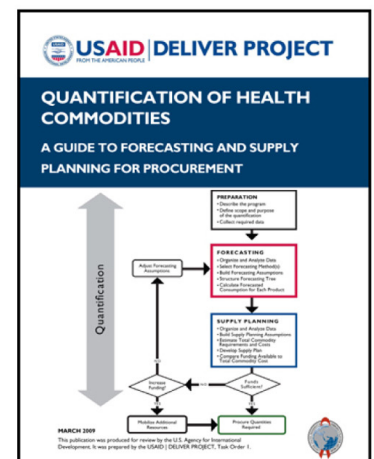 USAID | DELIVER PROJECT
FROM THE AMERICAN PEOPLE
QUANTIFICATION OF HEALTH
COMMODITIES
A GUIDE TO FORECASTING AND SUPPLY
PLANNING FOR PROCUREMENT
Quantification
PREPARATION
• Describe the program
• Define scope and purpose
of the quantification
• Collect required data
Adjust Forecasting
Assumptions
FORECASTING
• Organize and Analyze Data
• Select Forecasting Method(s)
• Build Forecasting Assumptions
• Structure Forecasting Tree
• Calculate Forecasted
Consumption for Each Product
SUPPLY PLANNING
• Organize and Analyze Data
• Build Supply Planning Assumptions
• Estimate Total Commodity
Requirements and Costs
• Develop Supply Plan
• Compare Funding Available to
Total Commodity Cost
NO
Increase
Funding?
NO
Funds
Sufficient?
YES
YES
Mobilize Additional
Resources
Procure Quantities
Required
MARCH 2009
This publication was produced for review by the U.S. Agency for International
Development. It was prepared by the USAID | DELIVER PROJECT, Task Order 1.